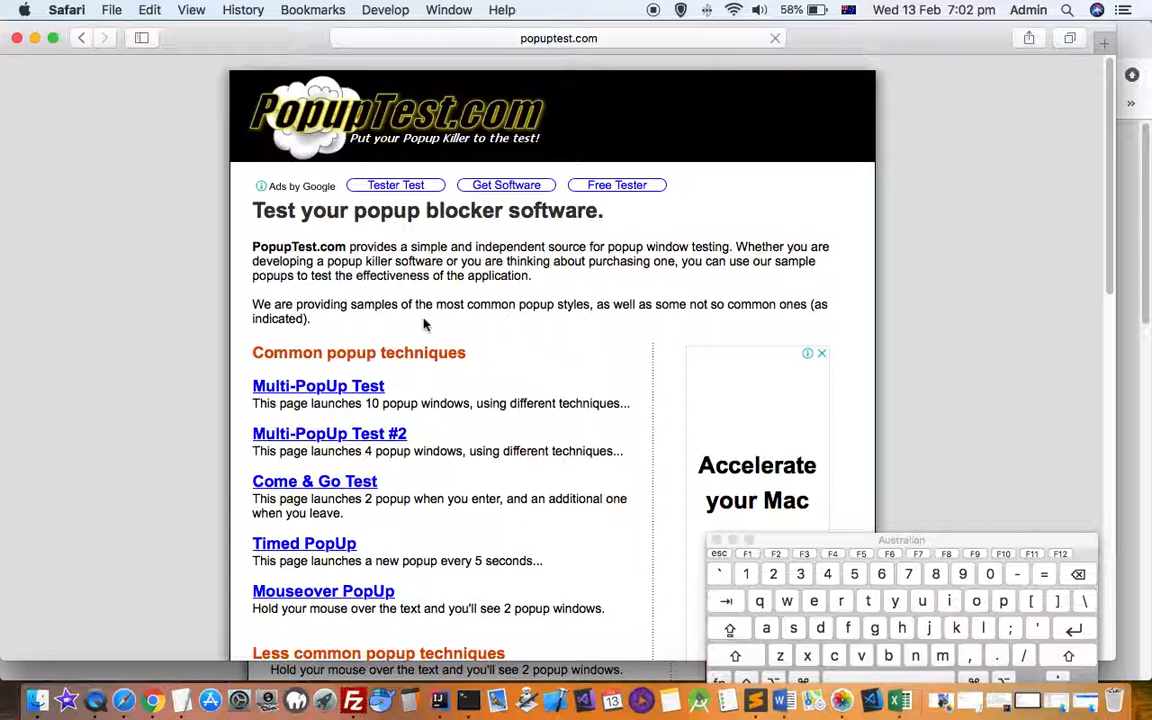 Safari File Edit View History Bookmarks Develop Window Help 58% Wed 13 Feb 7:02 pm Admin
popuptest.com
PopupTest.com
Put your Popup Killer to the test!
Ads by Google Tester Test Get Software Free Tester
Test your popup blocker software.
PopupTest.com provides a simple and independent source for popup window testing. Whether you are
developing a popup killer software or you are thinking about purchasing one, you can use our sample
popups to test the effectiveness of the application.
We are providing samples of the most common popup styles, as well as some not so common ones (as
indicated).
Common popup techniques
Multi-PopUp Test
This page launches 10 popup windows, using different techniques...
Multi-PopUp Test #2
This page launches 4 popup windows, using different techniques...
Come & Go Test
This page launches 2 popup when you enter, and an additional one
when you leave.
Timed PopUp
This page launches a new popup every 5 seconds...
Mouseover PopUp
Hold your mouse over the text and you'll see 2 popup windows.
Less common popup techniques
Hold your mouse over the text and you'll see 2 popup windows.
Accelerate
your Mac
Australian
esc F1 F2 F3 F4 F5 F6 F7 F8 F9 F10 F11 F12
` 1 2 3 4 5 6 7 8 9 0 - =
q w e r t y u i o p [ ] \
a s d f g h j k l ; '
z x c v b n m , . /